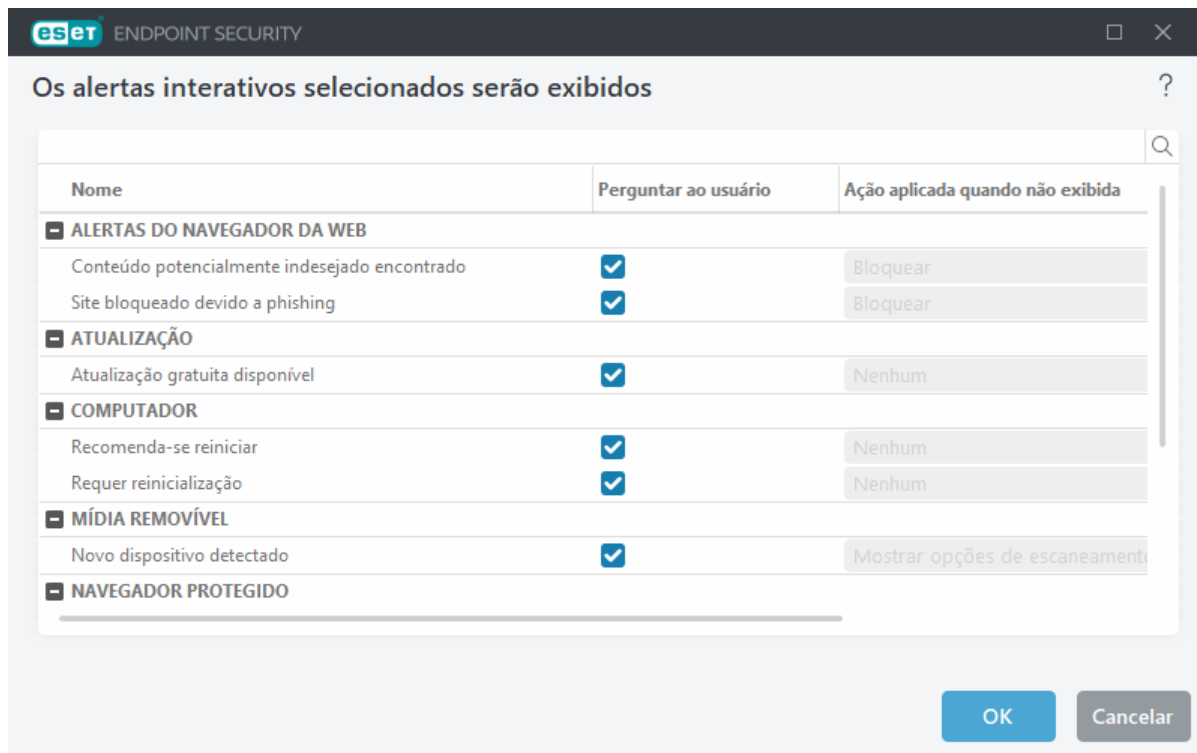 eset ENDPOINT SECURITY
Os alertas interativos selecionados serão exibidos ?
Nome Perguntar ao usuário Ação aplicada quando não exibida
ALERTAS DO NAVEGADOR DA WEB
Conteúdo potencialmente indesejado encontrado Bloquear
Site bloqueado devido a phishing Bloquear
ATUALIZAÇÃO
Atualização gratuita disponível Nenhum
COMPUTADOR
Recomenda-se reiniciar Nenhum
Requer reinicialização Nenhum
MÍDIA REMOVÍVEL
Novo dispositivo detectado Mostrar opções de escaneamento
NAVEGADOR PROTEGIDO
OK Cancelar